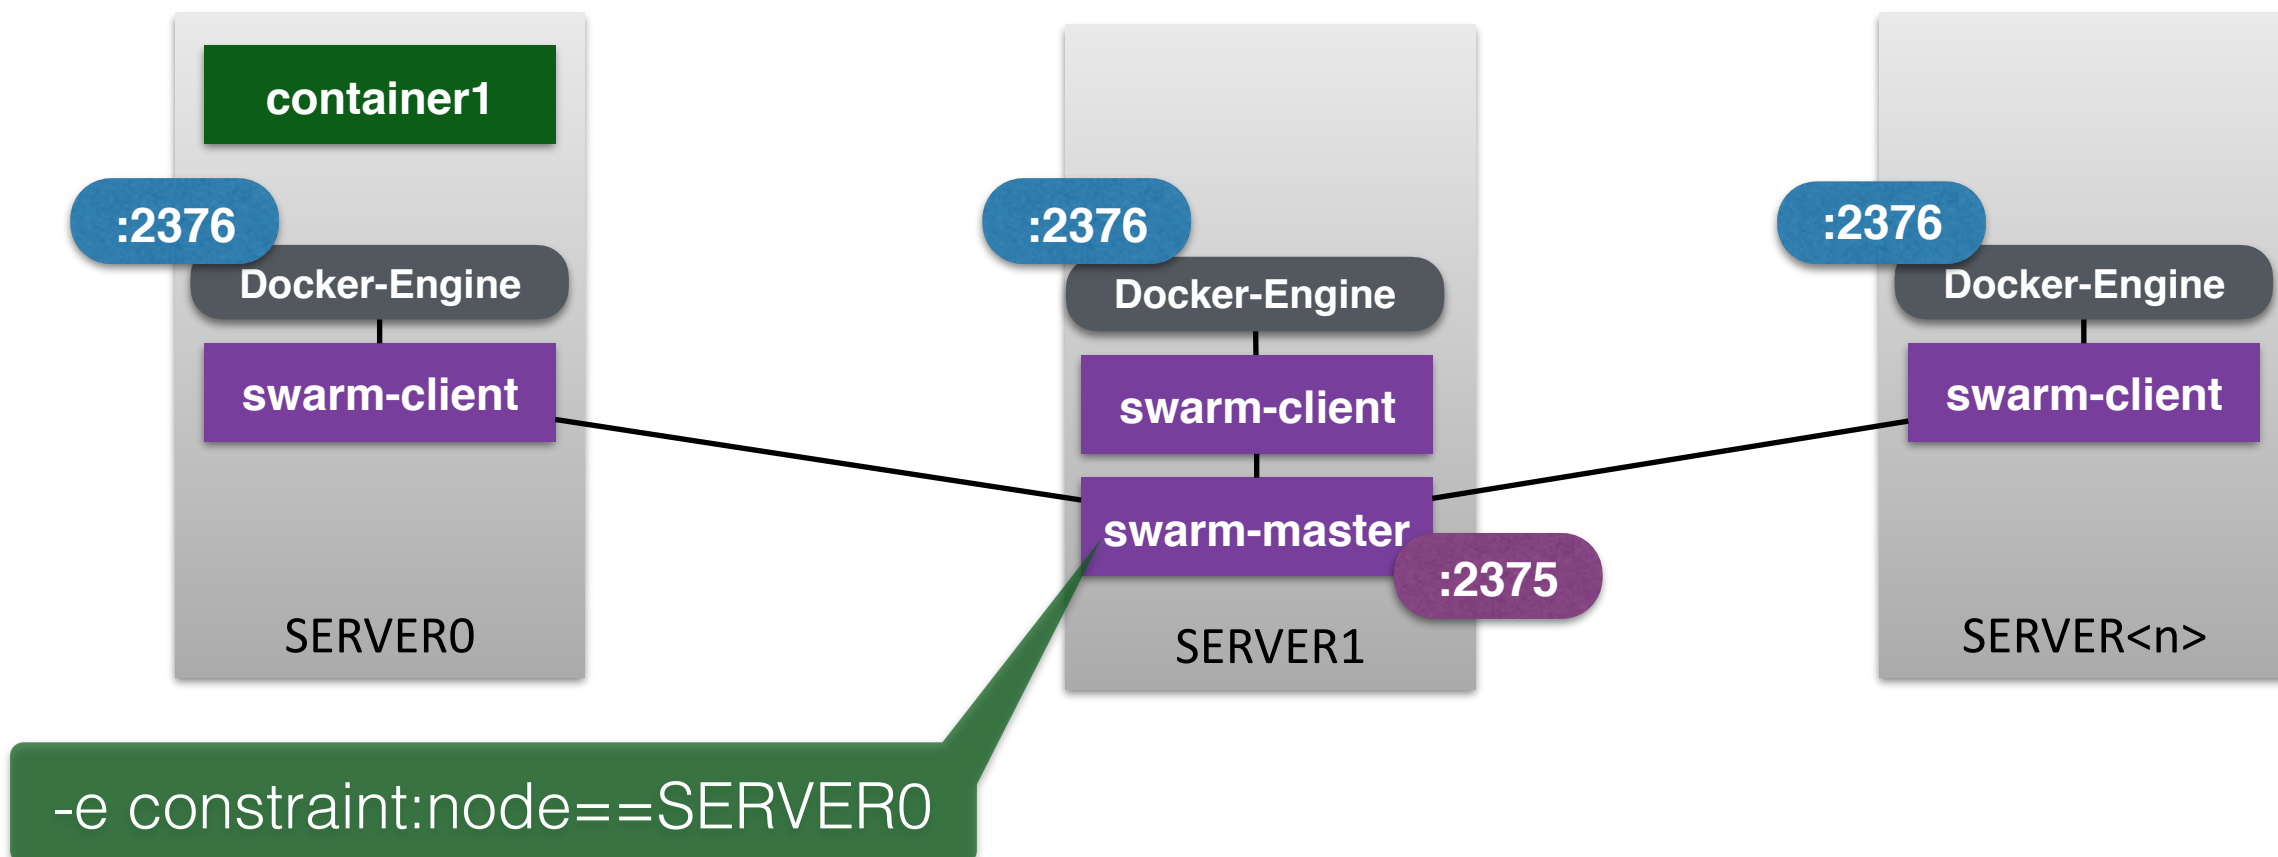 container1
:2376
Docker-Engine
swarm-client
SERVER0
:2376
Docker-Engine
swarm-client
swarm-master
:2375
SERVER1
:2376
Docker-Engine
swarm-client
SERVER<n>
-e constraint:node==SERVER0